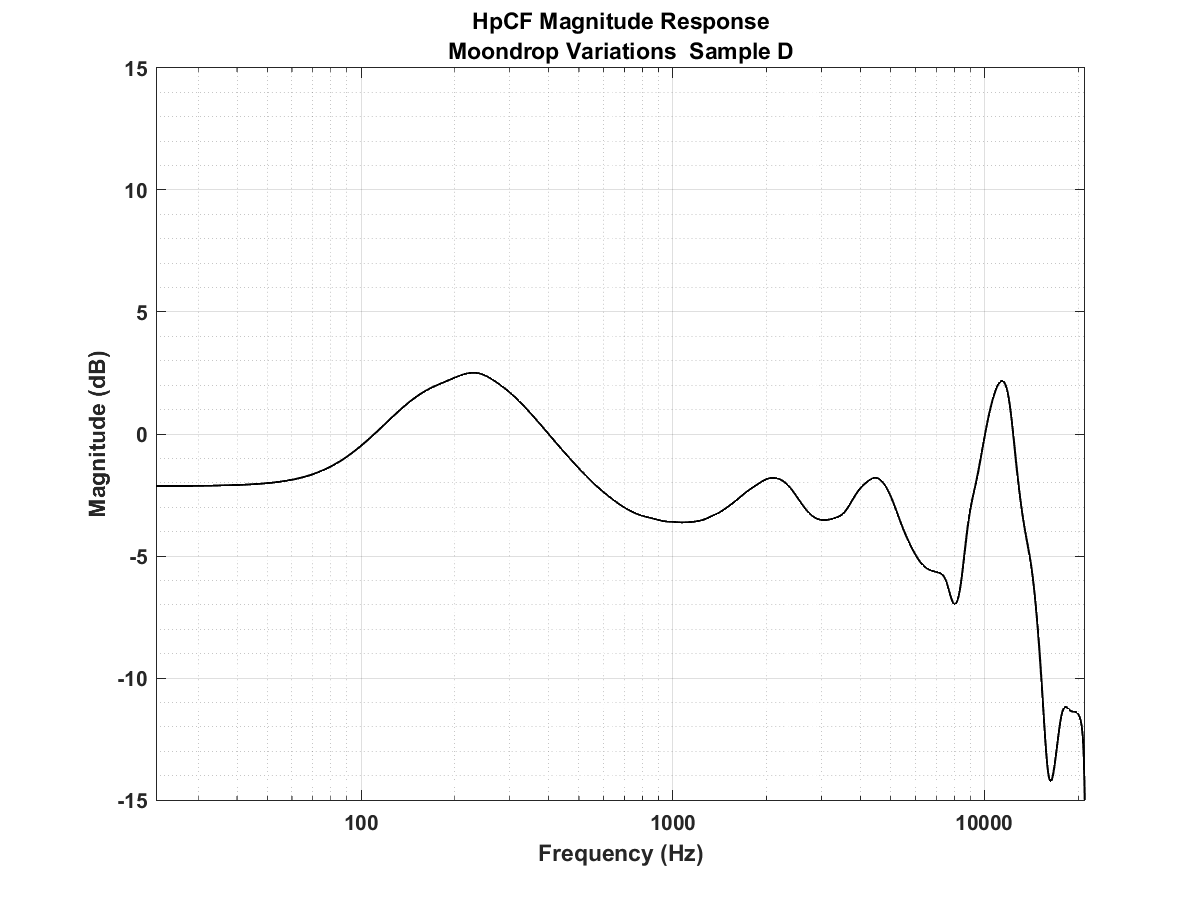 HpCF Magnitude Response
Moondrop Variations  Sample D
15
10
5
0
-5
-10
-15
Magnitude (dB)
100
1000
10000
Frequency (Hz)